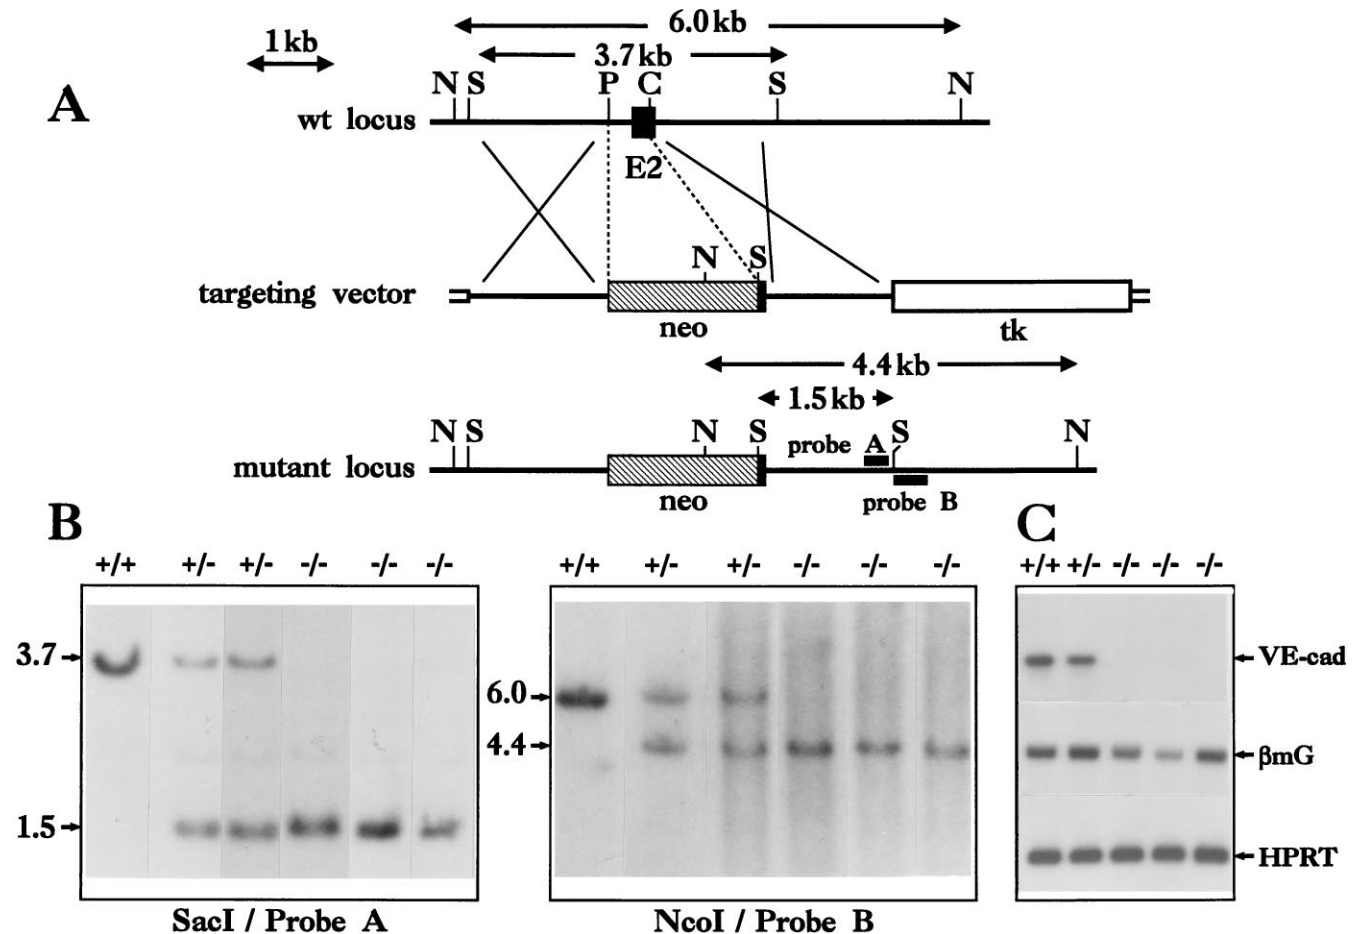 6.0 kb
1 kb
3.7 kb
A
N S P C S N
wt locus
E2
N S
targeting vector
neo
tk
4.4 kb
1.5 kb
N S N S probe A S N
mutant locus
neo
probe B
B
+/+ +/- +/- -/- -/- -/-
3.7
1.5
SacI / Probe A
+/+ +/- +/- -/- -/- -/-
6.0
4.4
NcoI / Probe B
C
+/+ +/- -/- -/- -/-
VE-cad
βmG
HPRT